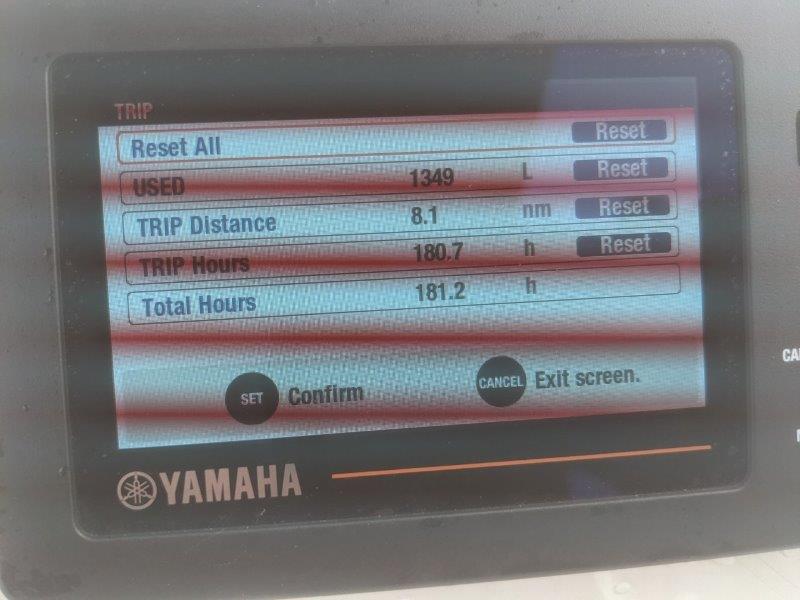 TRIP
Reset All Reset
USED 1349 L Reset
TRIP Distance 8.1 nm Reset
TRIP Hours 180.7 h Reset
Total Hours 181.2 h
SET Confirm CANCEL Exit screen.
YAMAHA